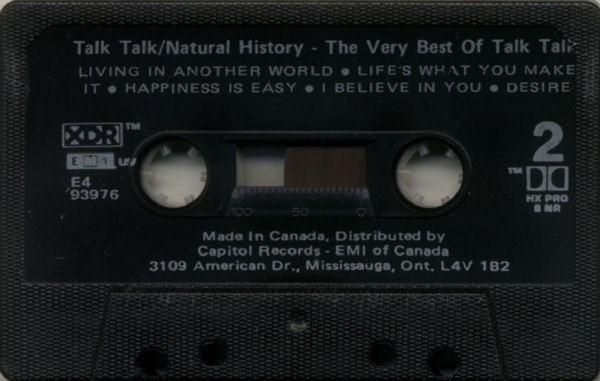 Talk Talk/Natural History - The Very Best Of Talk Talk
LIVING IN ANOTHER WORLD ● LIFE'S WHAT YOU MAKE
IT ● HAPPINESS IS EASY ● I BELIEVE IN YOU ● DESIRE
XDR™
EMI
E4
93976
2
™
HX PRO
B NR
100 50 0
Made In Canada, Distributed by
Capitol Records - EMI of Canada
3109 American Dr., Mississauga, Ont. L4V 1B2